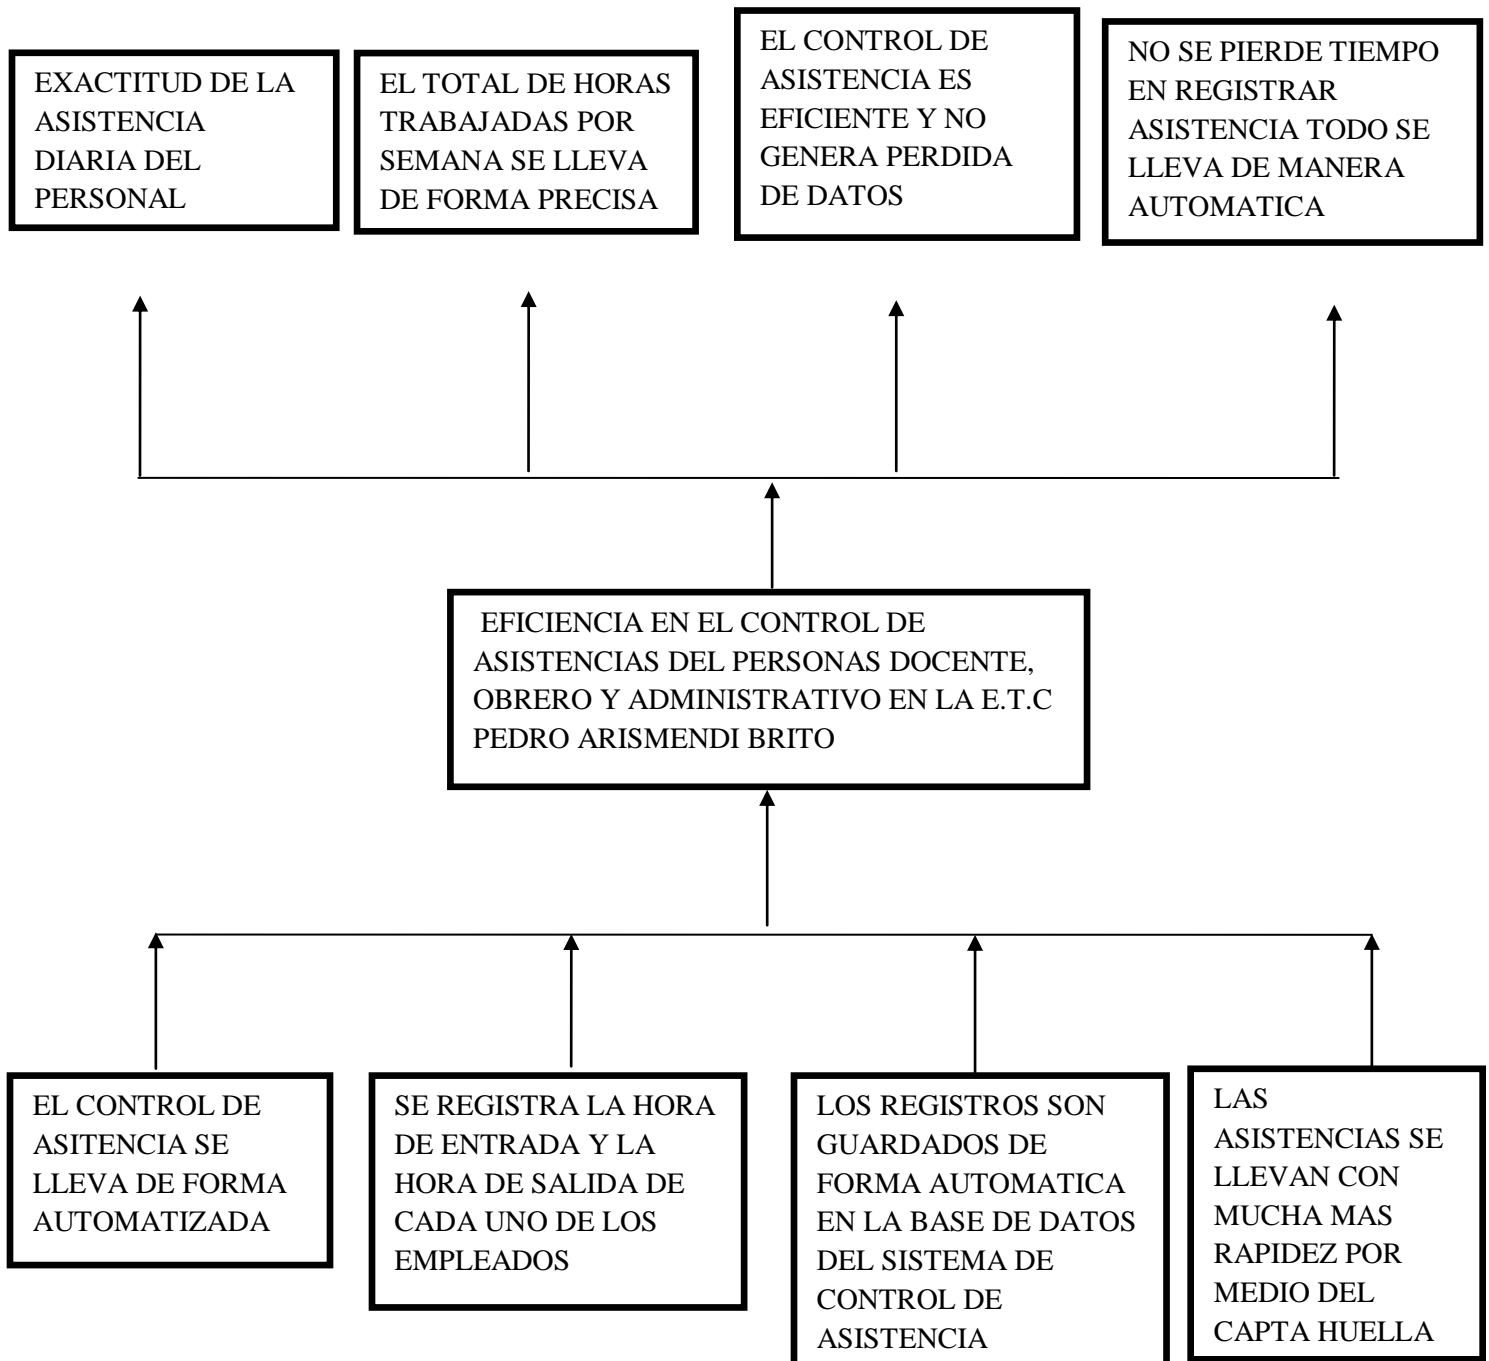 EXACTITUD DE LA
ASISTENCIA
DIARIA DEL
PERSONAL
EL TOTAL DE HORAS
TRABAJADAS POR
SEMANA SE LLEVA
DE FORMA PRECISA
EL CONTROL DE
ASISTENCIA ES
EFICIENTE Y NO
GENERA PERDIDA
DE DATOS
NO SE PIERDE TIEMPO
EN REGISTRAR
ASISTENCIA TODO SE
LLEVA DE MANERA
AUTOMATICA
EFICIENCIA EN EL CONTROL DE
ASISTENCIAS DEL PERSONAS DOCENTE,
OBRERO Y ADMINISTRATIVO EN LA E.T.C
PEDRO ARISMENDI BRITO
EL CONTROL DE
ASITENCIA SE
LLEVA DE FORMA
AUTOMATIZADA
SE REGISTRA LA HORA
DE ENTRADA Y LA
HORA DE SALIDA DE
CADA UNO DE LOS
EMPLEADOS
LOS REGISTROS SON
GUARDADOS DE
FORMA AUTOMATICA
EN LA BASE DE DATOS
DEL SISTEMA DE
CONTROL DE
ASISTENCIA
LAS
ASISTENCIAS SE
LLEVAN CON
MUCHA MAS
RAPIDEZ POR
MEDIO DEL
CAPTA HUELLA